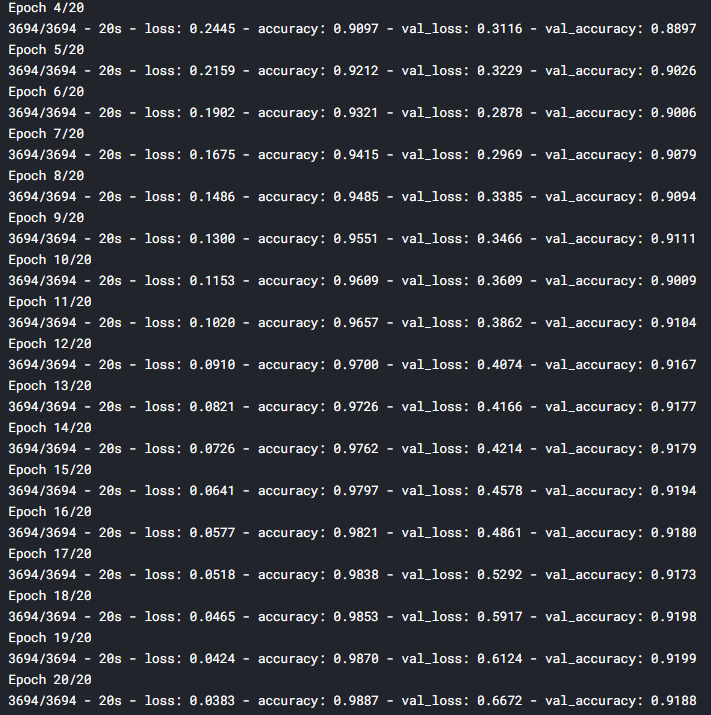 Epoch 4/20
3694/3694 - 20s - loss: 0.2445 - accuracy: 0.9097 - val_loss: 0.3116 - val_accuracy: 0.8897
Epoch 5/20
3694/3694 - 20s - loss: 0.2159 - accuracy: 0.9212 - val_loss: 0.3229 - val_accuracy: 0.9026
Epoch 6/20
3694/3694 - 20s - loss: 0.1902 - accuracy: 0.9321 - val_loss: 0.2878 - val_accuracy: 0.9006
Epoch 7/20
3694/3694 - 20s - loss: 0.1675 - accuracy: 0.9415 - val_loss: 0.2969 - val_accuracy: 0.9079
Epoch 8/20
3694/3694 - 20s - loss: 0.1486 - accuracy: 0.9485 - val_loss: 0.3385 - val_accuracy: 0.9094
Epoch 9/20
3694/3694 - 20s - loss: 0.1300 - accuracy: 0.9551 - val_loss: 0.3466 - val_accuracy: 0.9111
Epoch 10/20
3694/3694 - 20s - loss: 0.1153 - accuracy: 0.9609 - val_loss: 0.3609 - val_accuracy: 0.9009
Epoch 11/20
3694/3694 - 20s - loss: 0.1020 - accuracy: 0.9657 - val_loss: 0.3862 - val_accuracy: 0.9104
Epoch 12/20
3694/3694 - 20s - loss: 0.0910 - accuracy: 0.9700 - val_loss: 0.4074 - val_accuracy: 0.9167
Epoch 13/20
3694/3694 - 20s - loss: 0.0821 - accuracy: 0.9726 - val_loss: 0.4166 - val_accuracy: 0.9177
Epoch 14/20
3694/3694 - 20s - loss: 0.0726 - accuracy: 0.9762 - val_loss: 0.4214 - val_accuracy: 0.9179
Epoch 15/20
3694/3694 - 20s - loss: 0.0641 - accuracy: 0.9797 - val_loss: 0.4578 - val_accuracy: 0.9194
Epoch 16/20
3694/3694 - 20s - loss: 0.0577 - accuracy: 0.9821 - val_loss: 0.4861 - val_accuracy: 0.9180
Epoch 17/20
3694/3694 - 20s - loss: 0.0518 - accuracy: 0.9838 - val_loss: 0.5292 - val_accuracy: 0.9173
Epoch 18/20
3694/3694 - 20s - loss: 0.0465 - accuracy: 0.9853 - val_loss: 0.5917 - val_accuracy: 0.9198
Epoch 19/20
3694/3694 - 20s - loss: 0.0424 - accuracy: 0.9870 - val_loss: 0.6124 - val_accuracy: 0.9199
Epoch 20/20
3694/3694 - 20s - loss: 0.0383 - accuracy: 0.9887 - val_loss: 0.6672 - val_accuracy: 0.9188